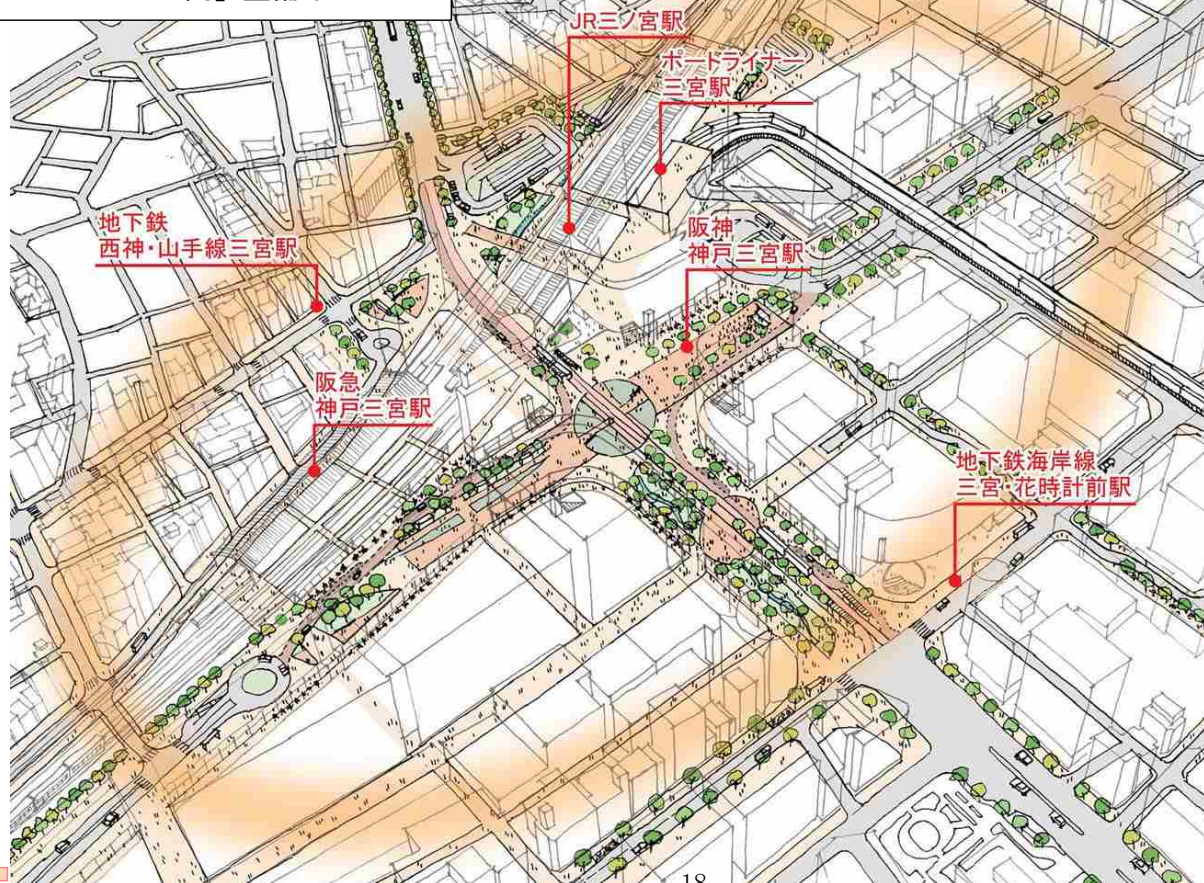 JR三ノ宮駅
ポートライナー
三宮駅
地下鉄
西神・山手線三宮駅
阪神
神戸三宮駅
阪急
神戸三宮駅
地下鉄海岸線
三宮・花時計前駅
18